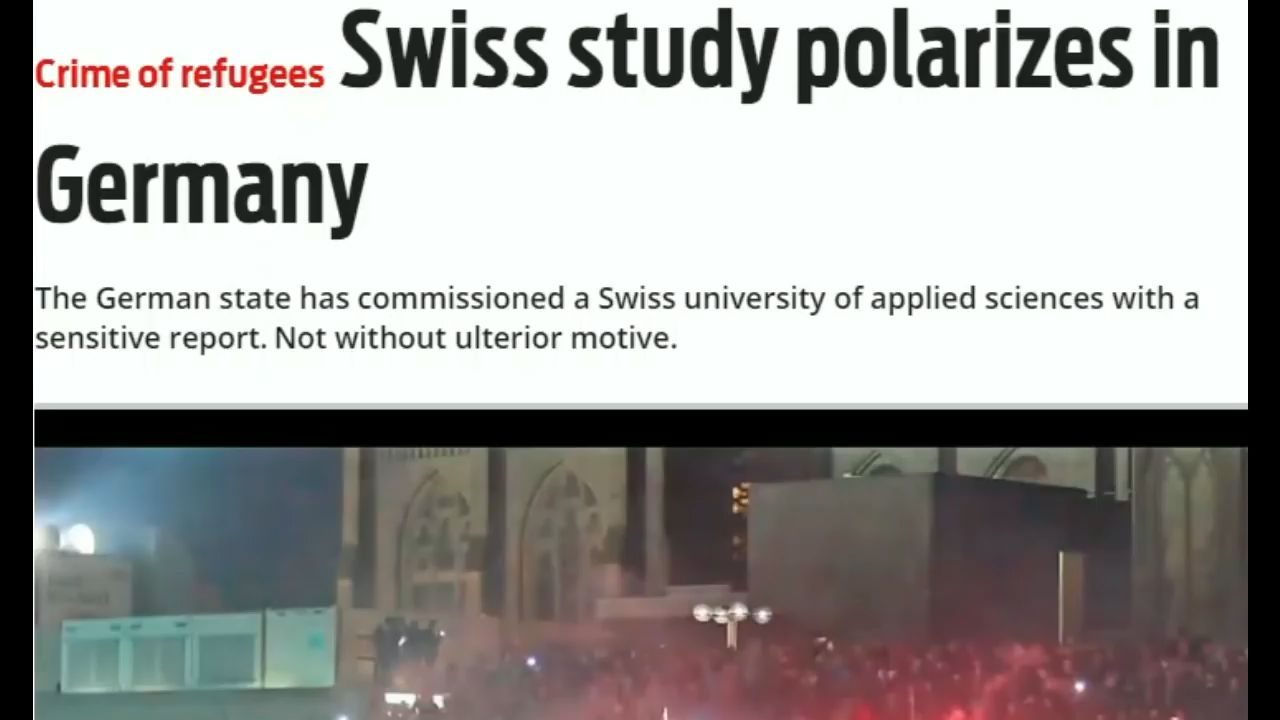 Crime of refugees Swiss study polarizes in
Germany
The German state has commissioned a Swiss university of applied sciences with a
sensitive report. Not without ulterior motive.